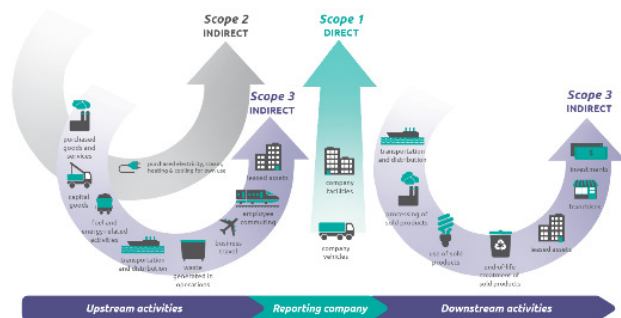 Scope 2
INDIRECT
Scope 1
DIRECT
Scope 3
INDIRECT
Scope 3
INDIRECT
purchased
goods and
services
capital
goods
fuel and
energy-related
activities
transportation
and distribution
waste
generated in
operations
business
travel
employee
commuting
leased assets
purchased electricity, steam,
heating & cooling for own use
company
facilities
company
vehicles
transportation
and distribution
processing of
sold products
use of sold
products
end-of-life
treatment of
sold products
leased assets
franchises
investments
Upstream activities
Reporting company
Downstream activities